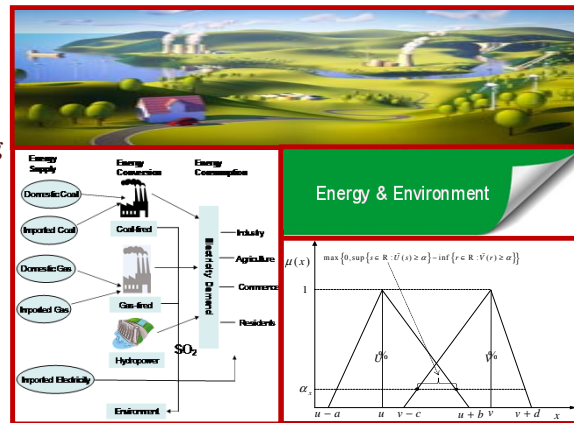 Energy
Supply
Energy
Conversion
Energy
Consumption
Domestic Coal
Imported Coal
Coal-fired
Domestic Gas
Imported Gas
Gas-fired
Hydropower
SO₂
Imported Electricity
Environment
Electricity Demand
Industry
Agriculture
Commerce
Residents
Energy & Environment
μ(x)
max{0,sup{s∈R:Ũ(s)≥α}−inf{r∈R:Ṽ(r)≥α}}
1
U%
V%
αs
u−a
u
v−c
u+b
v
v+d
x